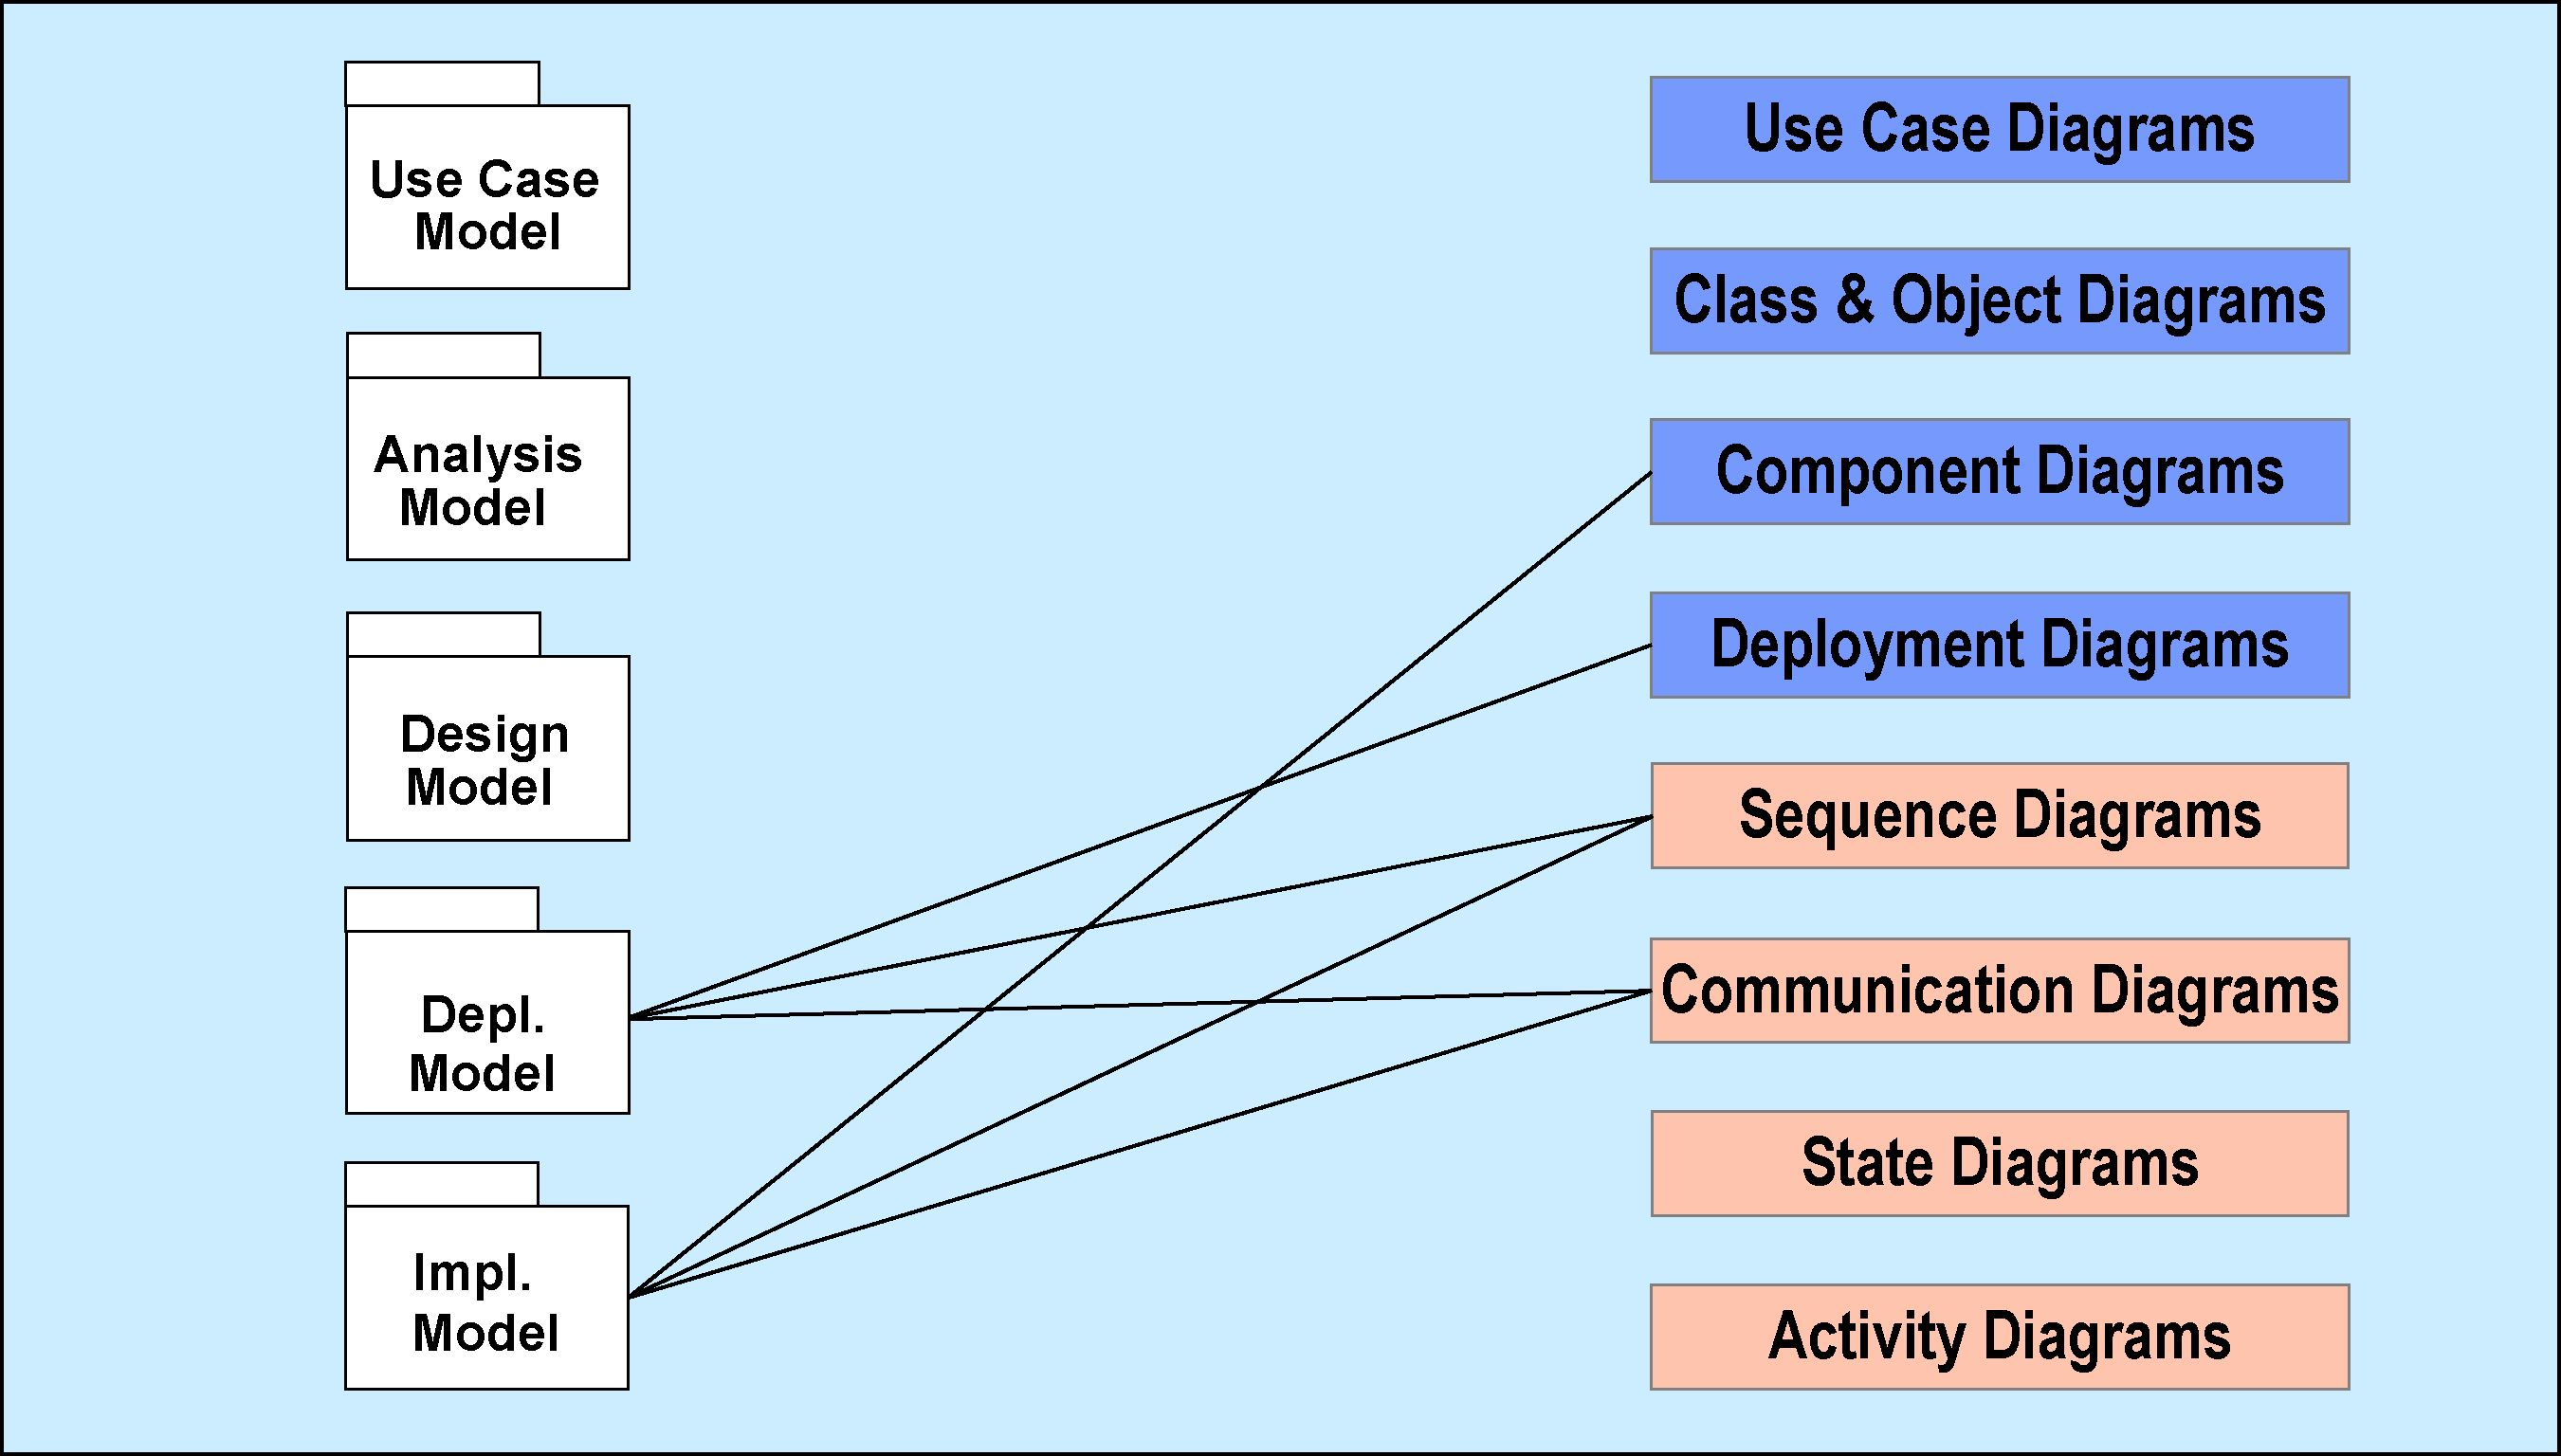 Use Case
Model
Analysis
Model
Design
Model
Depl.
Model
Impl.
Model
Use Case Diagrams
Class & Object Diagrams
Component Diagrams
Deployment Diagrams
Sequence Diagrams
Communication Diagrams
State Diagrams
Activity Diagrams